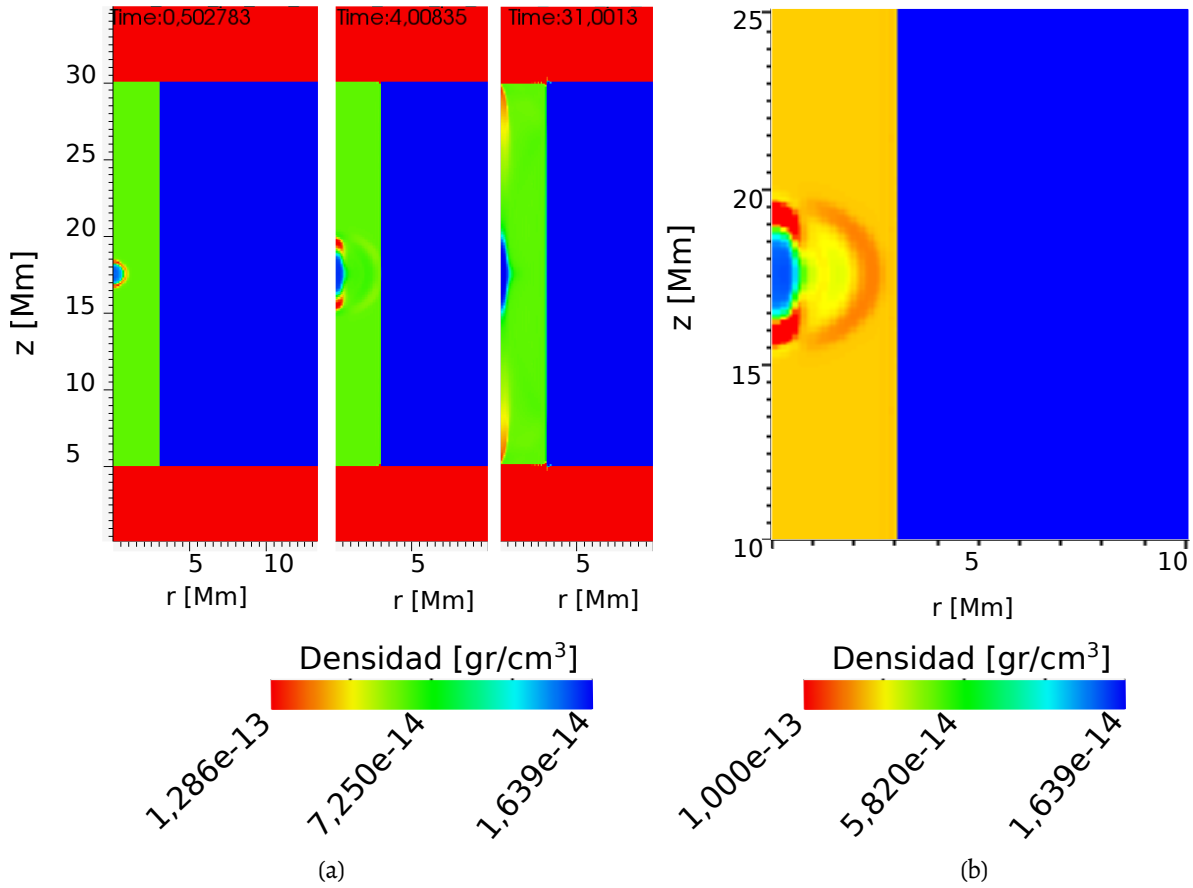 Time:0,502783
Time:4,00835
Time:31,0013
30
25
20
15
10
5
z [Mm]
5 10
5
5
r [Mm]
r [Mm]
r [Mm]
Densidad [gr/cm³]
1,286e-13
7,250e-14
1,639e-14
(a)
25
20
15
10
z [Mm]
5
10
r [Mm]
Densidad [gr/cm³]
1,000e-13
5,820e-14
1,639e-14
(b)